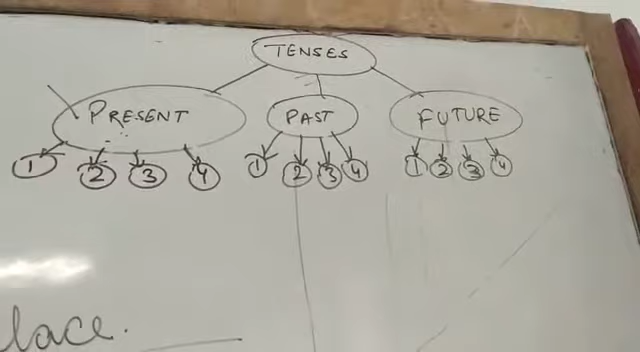 TENSES
PRESENT PAST FUTURE
1 2 3 4 1 2 3 4 1 2 3 4
lace.